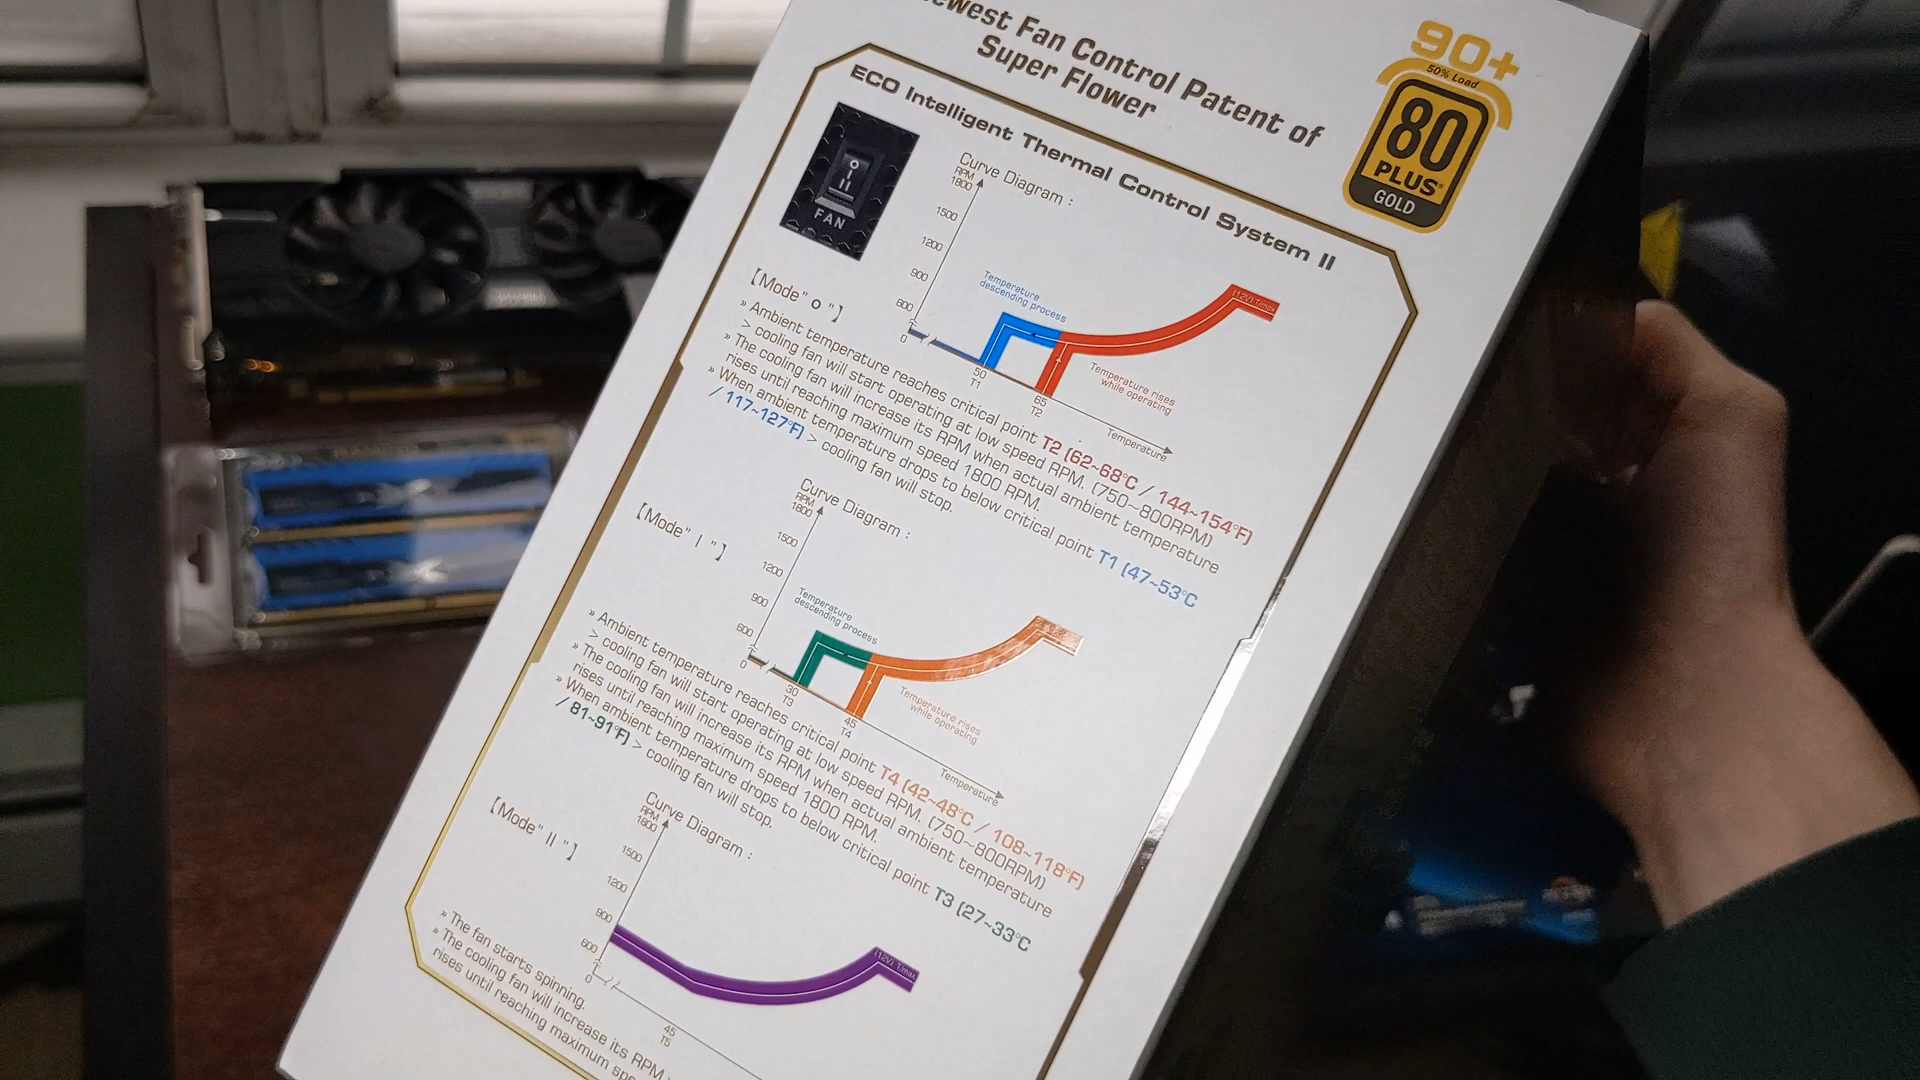 Fan Control Patent of
Super Flower
90+
50% Load
80
PLUS®
GOLD
ECO Intelligent Thermal Control System II
FAN
Curve Diagram :
RPM
1800
1500
1200
900
600
0
Temperature
descending process
(12V) Tmax
50
T1
65
T2
Temperature rises
while operating
Temperature
【Mode" O "】
» Ambient temperature reaches critical point T2 (62~68°C / 144~154°F)
> cooling fan will start operating at low speed RPM. (750~800RPM)
» The cooling fan will increase its RPM when actual ambient temperature
rises until reaching maximum speed 1800 RPM.
» When ambient temperature drops to below critical point T1 (47~53°C
/ 117~127°F) > cooling fan will stop.
Curve Diagram :
RPM
1800
1500
1200
900
600
0
Temperature
descending process
30
T3
45
T4
Temperature rises
while operating
Temperature
【Mode" I "】
» Ambient temperature reaches critical point T4 (42~48°C / 108~118°F)
> cooling fan will start operating at low speed RPM. (750~800RPM)
» The cooling fan will increase its RPM when actual ambient temperature
rises until reaching maximum speed 1800 RPM.
» When ambient temperature drops to below critical point T3 (27~33°C
/ 81~91°F) > cooling fan will stop.
Curve Diagram :
RPM
1800
1500
1200
900
600
0
(12V) Tmax
45
T5
【Mode" II "】
» The fan starts spinning.
» The cooling fan will increase its RPM
rises until reaching maximum